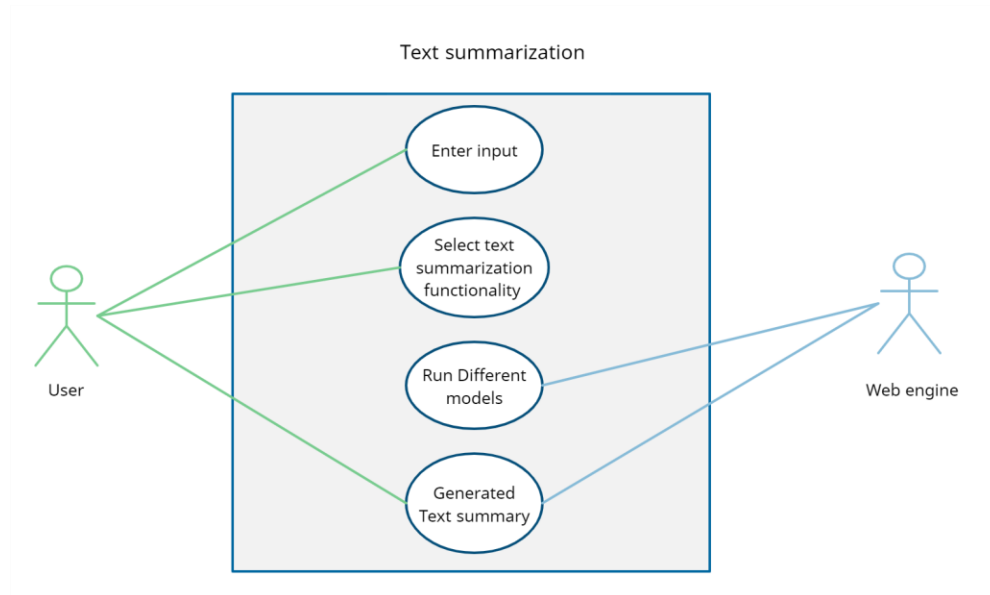 Text summarization
Enter input
Select text
summarization
functionality
Run Different
models
User
Web engine
Generated
Text summary